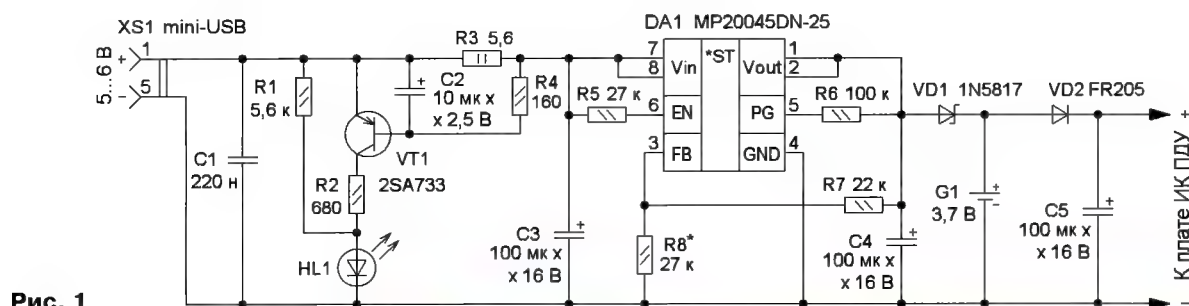 XS1 mini-USB
5...6 В
+
1
−
5
R1
5,6 к
C1
220 н
C2
10 мк х
х 2,5 В
+
VT1
2SA733
R2
680
HL1
R3 5,6
R4
160
R5 27 к
C3
100 мк х
х 16 В
+
DA1 MP20045DN-25
7
8
Vin
*ST
Vout
1
2
6
EN
PG
5
3
FB
GND
4
R6 100 к
R7 22 к
R8*
27 к
C4
100 мк х
х 16 В
+
VD1 1N5817
VD2 FR205
G1
3,7 В
+
−
C5
100 мк х
х 16 В
+
+
К плате ИК ПДУ
−
Рис. 1